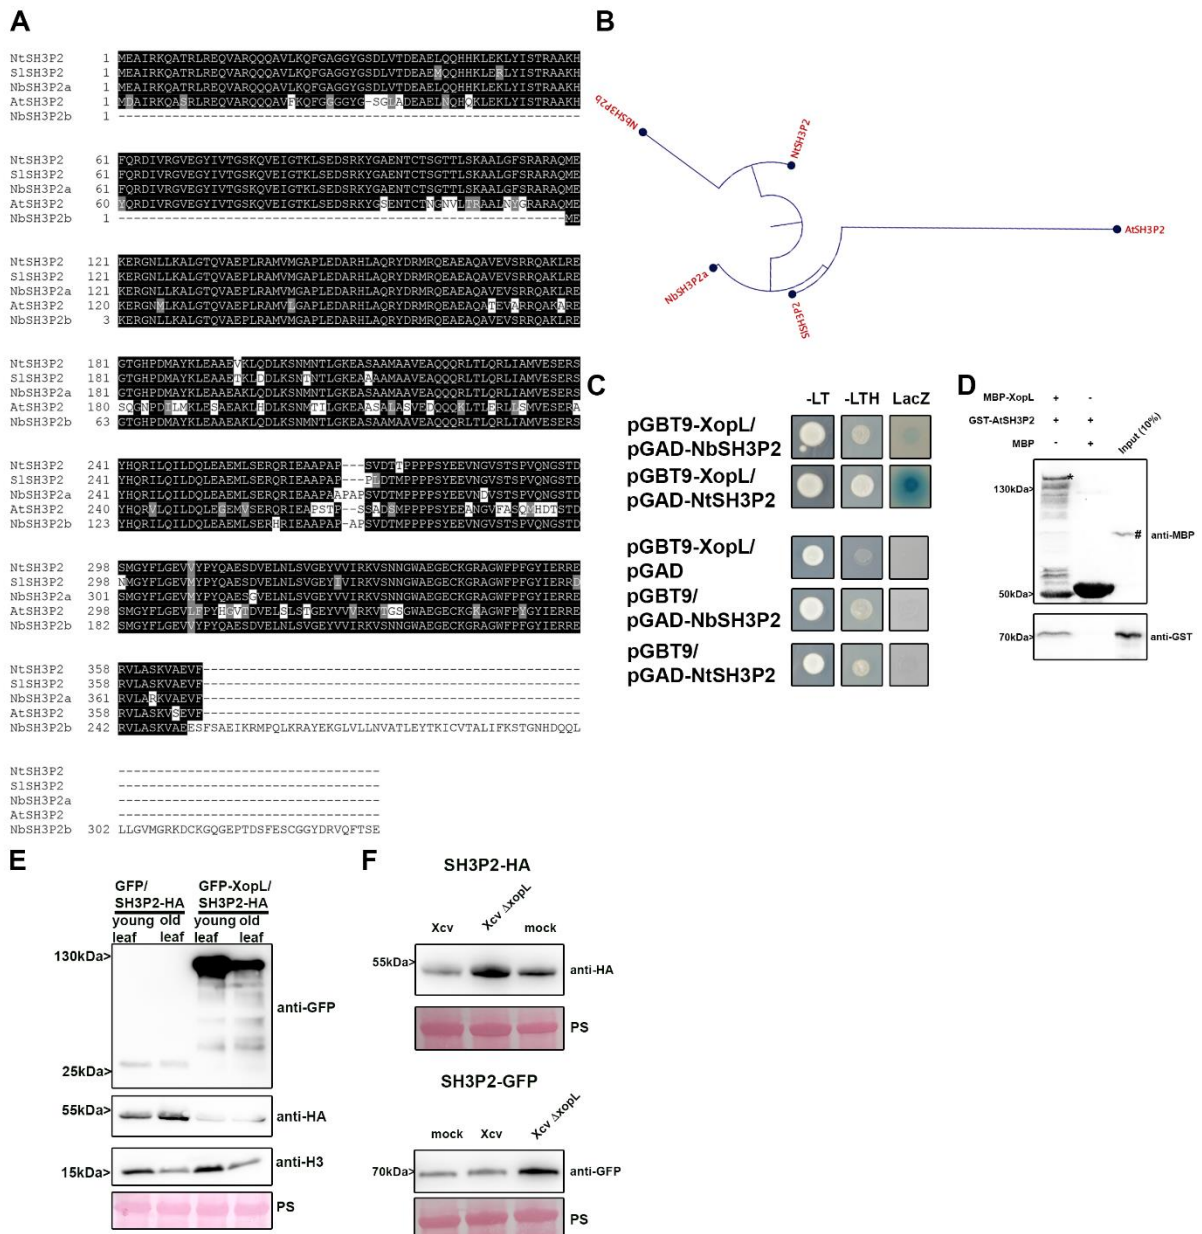 A
NtSH3P2 1 MEAIRKQATRLREQVARQQQAVLKQFGAGGYGSDLVTDEAELQQHHKLEKLYISTRAAKH
SlSH3P2 1 MEAIRKQATRLREQVARQQQAVLKQFGAGGYGSDLVTDEAELMQHHKLERLYISTRAAKH
NbSH3P2a 1 MEAIRKQATRLREQVARQQQAVLKQFGAGGYGSDLVTDEAELQQHHKLEKLYISTRAAKH
AtSH3P2 1 MDAIRKQASRLREQVARQQQAVFKQFGGGGYG-SGLADEAELNQHQKLEKLYISTRAAKH
NbSH3P2b 1 ------------------------------------------------------------
NtSH3P2 61 FQRDIVRGVEGYIVTGSKQVEIGTKLSEDSRKYGAENTCTSGTTLSKAALGFSRARAQME
SlSH3P2 61 FQRDIVRGVEGYIVTGSKQVEIGTKLSEDSRKYGAENTCTSGTTLSKAALGFSRARAQME
NbSH3P2a 61 FQRDIVRGVEGYIVTGSKQVEIGTKLSEDSRKYGAENTCTSGTTLSKAALGFSRARAQME
AtSH3P2 60 YQRDIVRGVEGYIVTGSKQVEIGTKLSEDSRKYGSENTCTNGNVLTRAALNYGRARAQME
NbSH3P2b 1 ----------------------------------------------------------ME
NtSH3P2 121 KERGNLLKALGTQVAEPLRAMVMGAPLEDARHLAQRYDRMRQEAEAQAVEVSRRQAKLRE
SlSH3P2 121 KERGNLLKALGTQVAEPLRAMVMGAPLEDARHLAQRYDRMRQEAEAQAVEVSRRQAKLRE
NbSH3P2a 121 KERGNLLKALGTQVAEPLRAMVMGAPLEDARHLAQRYDRMRQEAEAQAVEVSRRQAKLRE
AtSH3P2 120 KERGNMLKALGTQVAEPLRAMVLGAPLEDARHLAQRYDRMRQEAEAQATEVARRQAKARE
NbSH3P2b 3 KERGNLLKALGTQVAEPLRAMVMGAPLEDARHLAQRYDRMRQEAEAQAVEVSRRQAKLRE
NtSH3P2 181 GTGHPDMAYKLEAAEVKLQDLKSNMNTLGKEASAAMAAVEAQQQRLTLQRLIAMVESERS
SlSH3P2 181 GTGHPDMAYKLEAAETKLDDLKSNTNTLGKEAAAAMAAVEAQQQRLTLQRLIAMVESERS
NbSH3P2a 181 GTGHPDMAYKLEAAEAKLQDLKSNMNTLGKEASAAMAAVEAQQQRLTLQRLIAMVESERS
AtSH3P2 180 SQGNPDILMKLESAEAKLHDLKSNMTILGKEASALASVEDQQQKLTLERLLSMVESERA
NbSH3P2b 63 GTGHPDMAYKLEAAEAKLQDLKSNMNTLGKEASAAMAAVEAQQQRLTLQRLIAMVESERS
NtSH3P2 241 YHQRILQILDQLEAEMLSERQRIEAAPAP---SVDTTPPPPSYEEVNGVSTSPVQNGSTD
SlSH3P2 241 YHQRILQILDQLEAEMLSERQRIEAAPAP---PHDTMPPPPSYEEVNGVSTSPVQNGSTD
NbSH3P2a 241 YHQRILQILDQLEAEMLSERQRIEAAPAPAPAPSVDTMPPPPSYEEVNDVSTSPVQNGSTD
AtSH3P2 240 YHQRVLQILDQLEGEMVSERQRIEAPSTP---SSADSMPPPPSYEEANGVFASQMHDTSTD
NbSH3P2b 123 YHQRILQILDQLEAEMLSERHRIEAAPAP--APSVDTMPPPPSYEEVNGVSTSPVQNGSTD
NtSH3P2 298 SMGYFLGEVVYPYQAESDVELNLSVGEYVVIRKVSNNGWAEGECKGRAGWFPFGYIERRE
SlSH3P2 298 NMGYFLGEVMYPYQAESDVELNLSVGEYIVIRKVSNNGWAEGECKGRAGWFPFGYIERRD
NbSH3P2a 301 SMGYFLGEVMYPYQAESGVELNLSVGEYVVIRKVSNNGWAEGECKGRAGWFPFGYIERRE
AtSH3P2 298 SMGYFLGEVLFPYHGVTDVELSLSTGEYVVVRKVTGSGWAEGECKGKAGWFPYGYIERRE
NbSH3P2b 182 SMGYFLGEVVYPYQAESDVELNLSVGEYVVIRKVSNNGWAEGECKGRAGWFPFGYIERRE
NtSH3P2 358 RVLASKVAEVF-------------------------------------------------
SlSH3P2 358 RVLASKVAEVF-------------------------------------------------
NbSH3P2a 361 RVLARKVAEVF-------------------------------------------------
AtSH3P2 358 RVLASKVSEVF-------------------------------------------------
NbSH3P2b 242 RVLASKVAEESFSAEIKRMPQLKRAYEKGLVLLNVATLEYTKICVTALIFKSTGNHDQQL
NtSH3P2 ----------------------------------
SlSH3P2 ----------------------------------
NbSH3P2a ----------------------------------
AtSH3P2 ----------------------------------
NbSH3P2b 302 LLGVMGRKDCKGQGEPTDSFESCGGYDRVQFTSE
B
NbSH3P2b
NtSH3P2
AtSH3P2
NbSH3P2a
SlSH3P2
C
-LT -LTH LacZ
pGBT9-XopL/
pGAD-NbSH3P2
pGBT9-XopL/
pGAD-NtSH3P2
pGBT9-XopL/
pGAD
pGBT9/
pGAD-NbSH3P2
pGBT9/
pGAD-NtSH3P2
D
MBP-XopL + -
GST-AtSH3P2 + +
MBP - +
Input (10%)
130kDa>
*
#
anti-MBP
50kDa>
70kDa>
anti-GST
E
GFP/ SH3P2-HA
GFP-XopL/ SH3P2-HA
young leaf old leaf young leaf old leaf
130kDa>
anti-GFP
25kDa>
55kDa>
anti-HA
15kDa>
anti-H3
PS
F
SH3P2-HA
Xcv Xcv ΔxopL mock
55kDa>
anti-HA
PS
SH3P2-GFP
mock Xcv Xcv ΔxopL
70kDa>
anti-GFP
PS